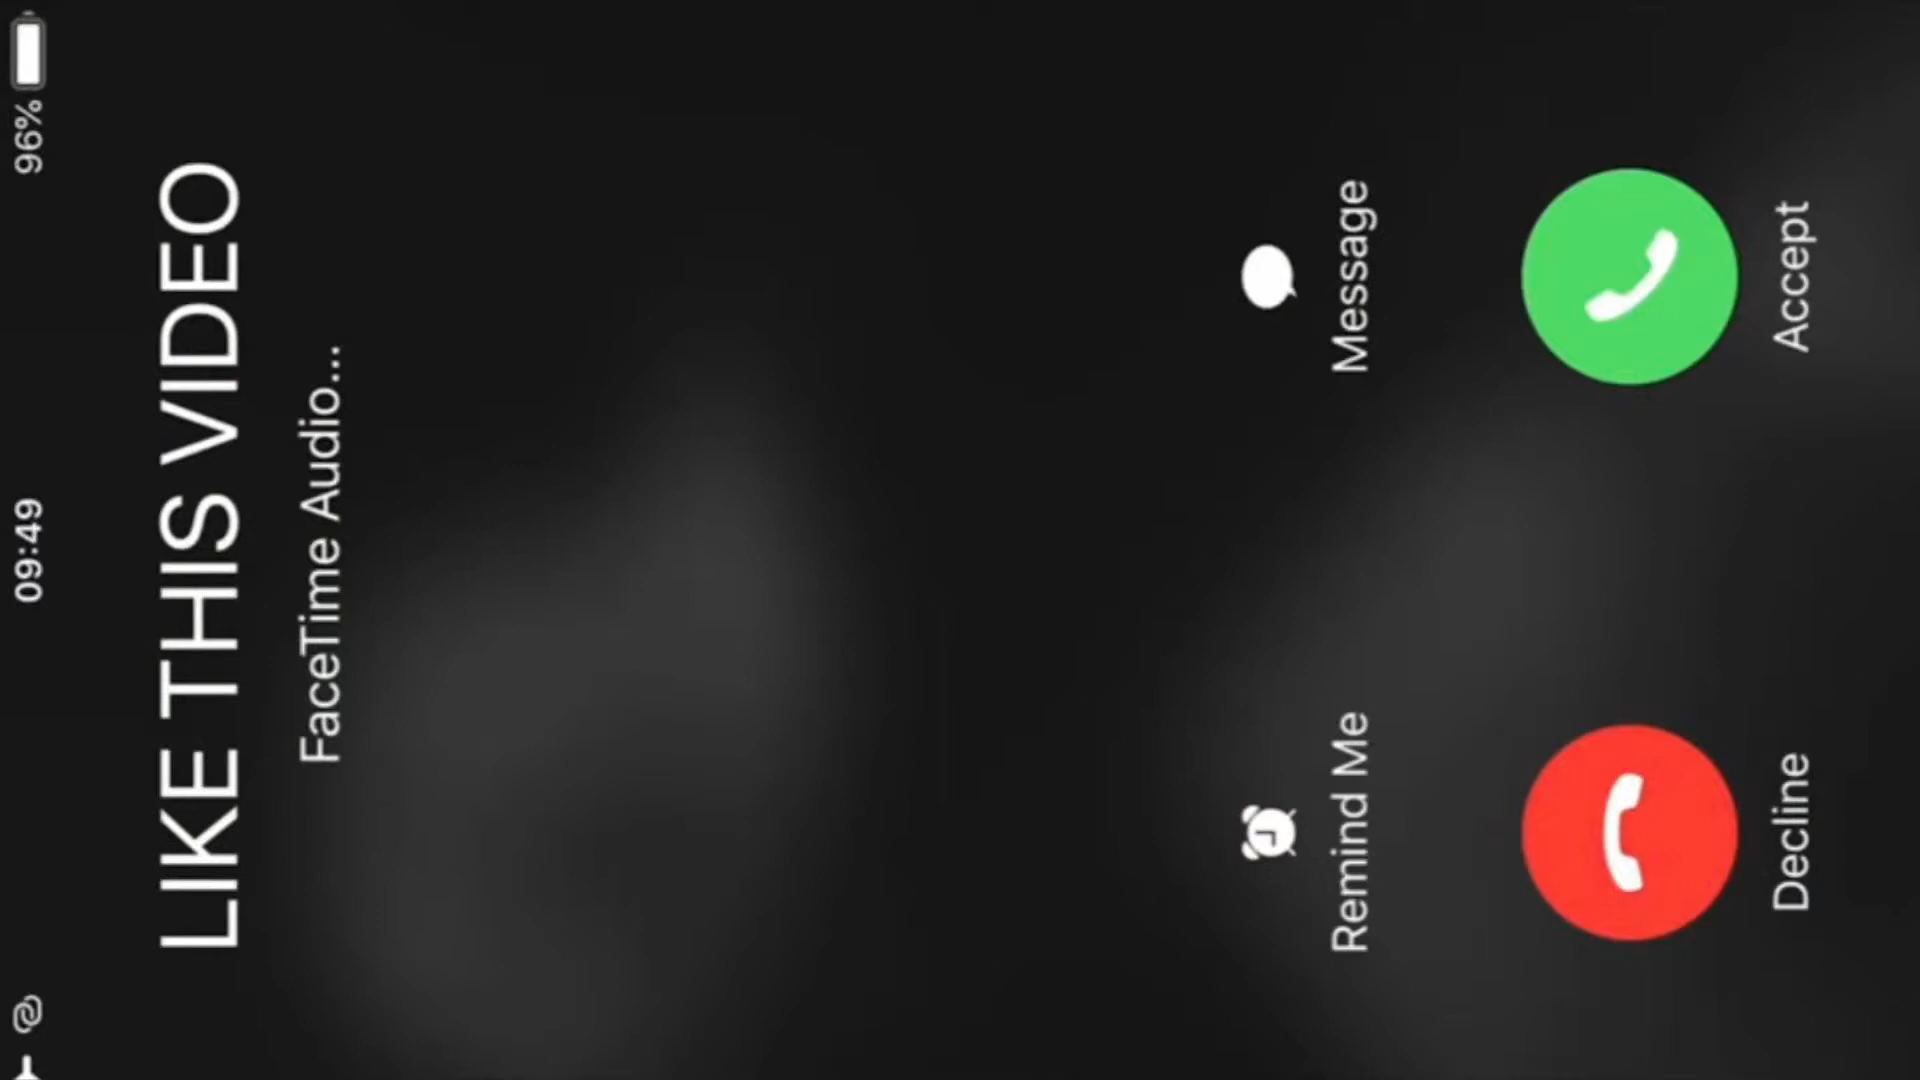 09:49
96%
LIKE THIS VIDEO
FaceTime Audio...
Remind Me
Message
Decline
Accept